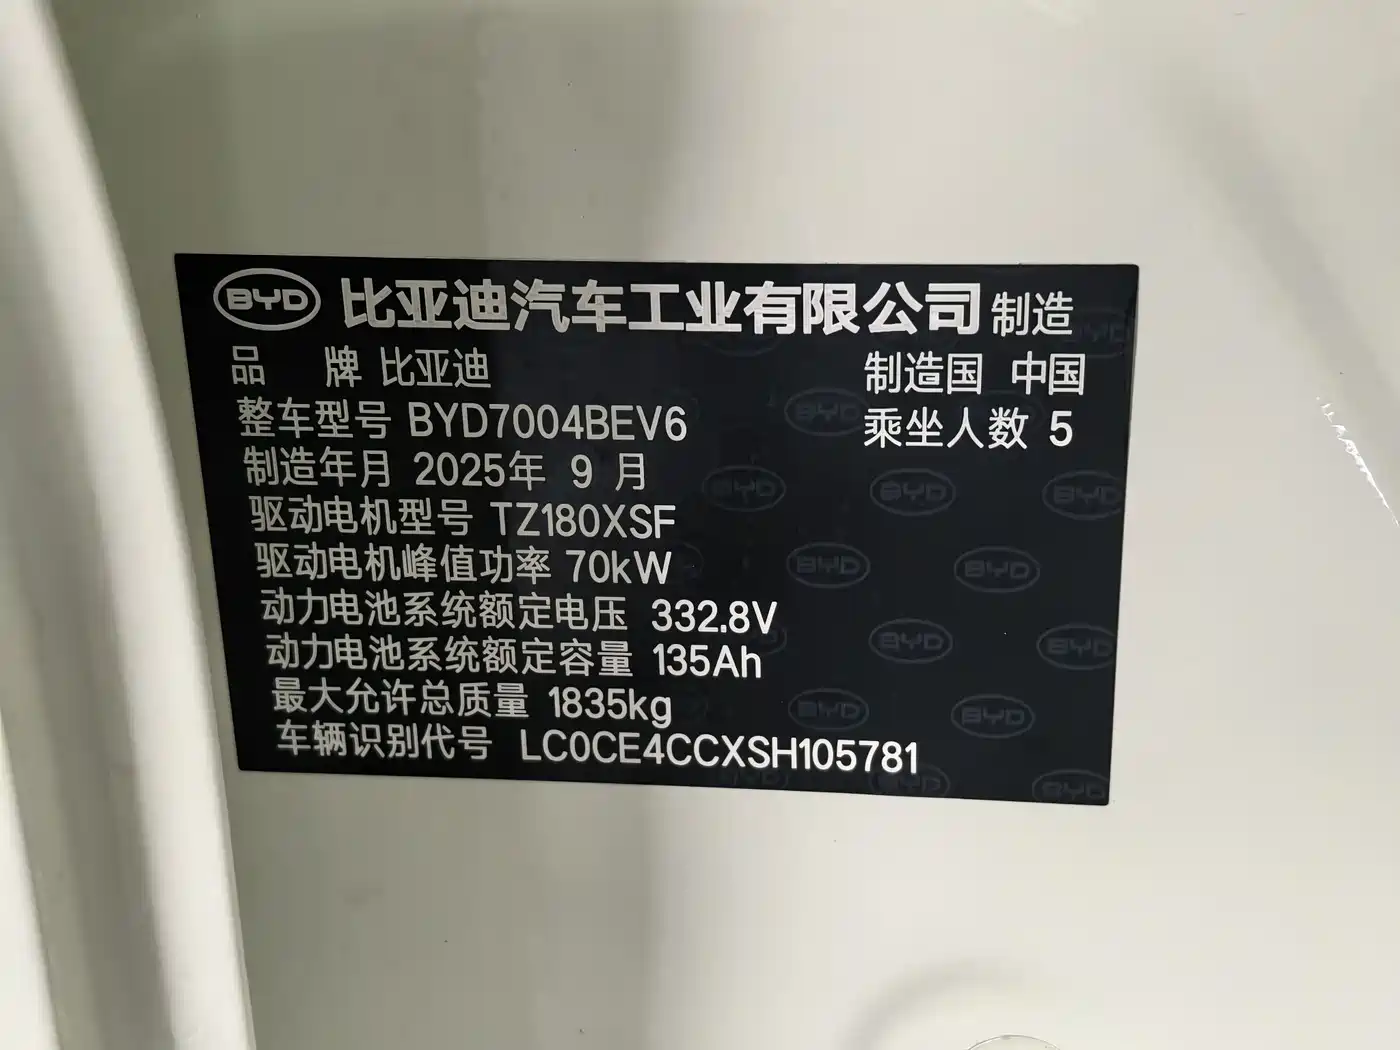 BYD 比亚迪汽车工业有限公司 制造
品 牌 比亚迪 制造国 中国
整车型号 BYD7004BEV6 乘坐人数 5
制造年月 2025年 9 月
驱动电机型号 TZ180XSF
驱动电机峰值功率 70kW
动力电池系统额定电压 332.8V
动力电池系统额定容量 135Ah
最大允许总质量 1835kg
车辆识别代号 LC0CE4CCXSH105781